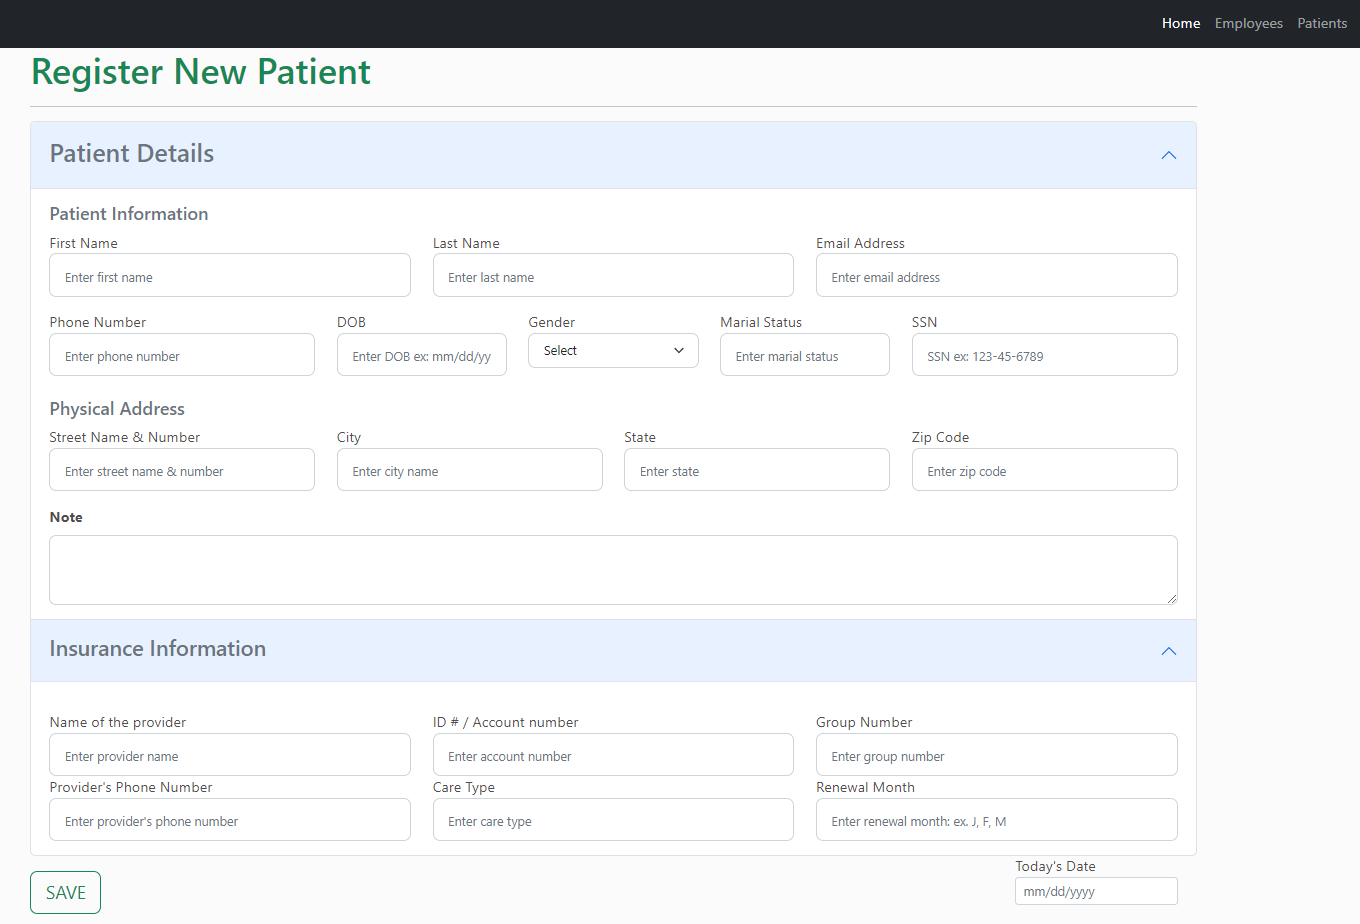 Home Employees Patients
Register New Patient
Patient Details
Patient Information
First Name Last Name Email Address
Enter first name Enter last name Enter email address
Phone Number DOB Gender Marial Status SSN
Enter phone number Enter DOB ex: mm/dd/yy Select Enter marial status SSN ex: 123-45-6789
Physical Address
Street Name & Number City State Zip Code
Enter street name & number Enter city name Enter state Enter zip code
Note
Insurance Information
Name of the provider ID # / Account number Group Number
Enter provider name Enter account number Enter group number
Provider's Phone Number Care Type Renewal Month
Enter provider's phone number Enter care type Enter renewal month: ex. J, F, M
Today's Date
SAVE mm/dd/yyyy